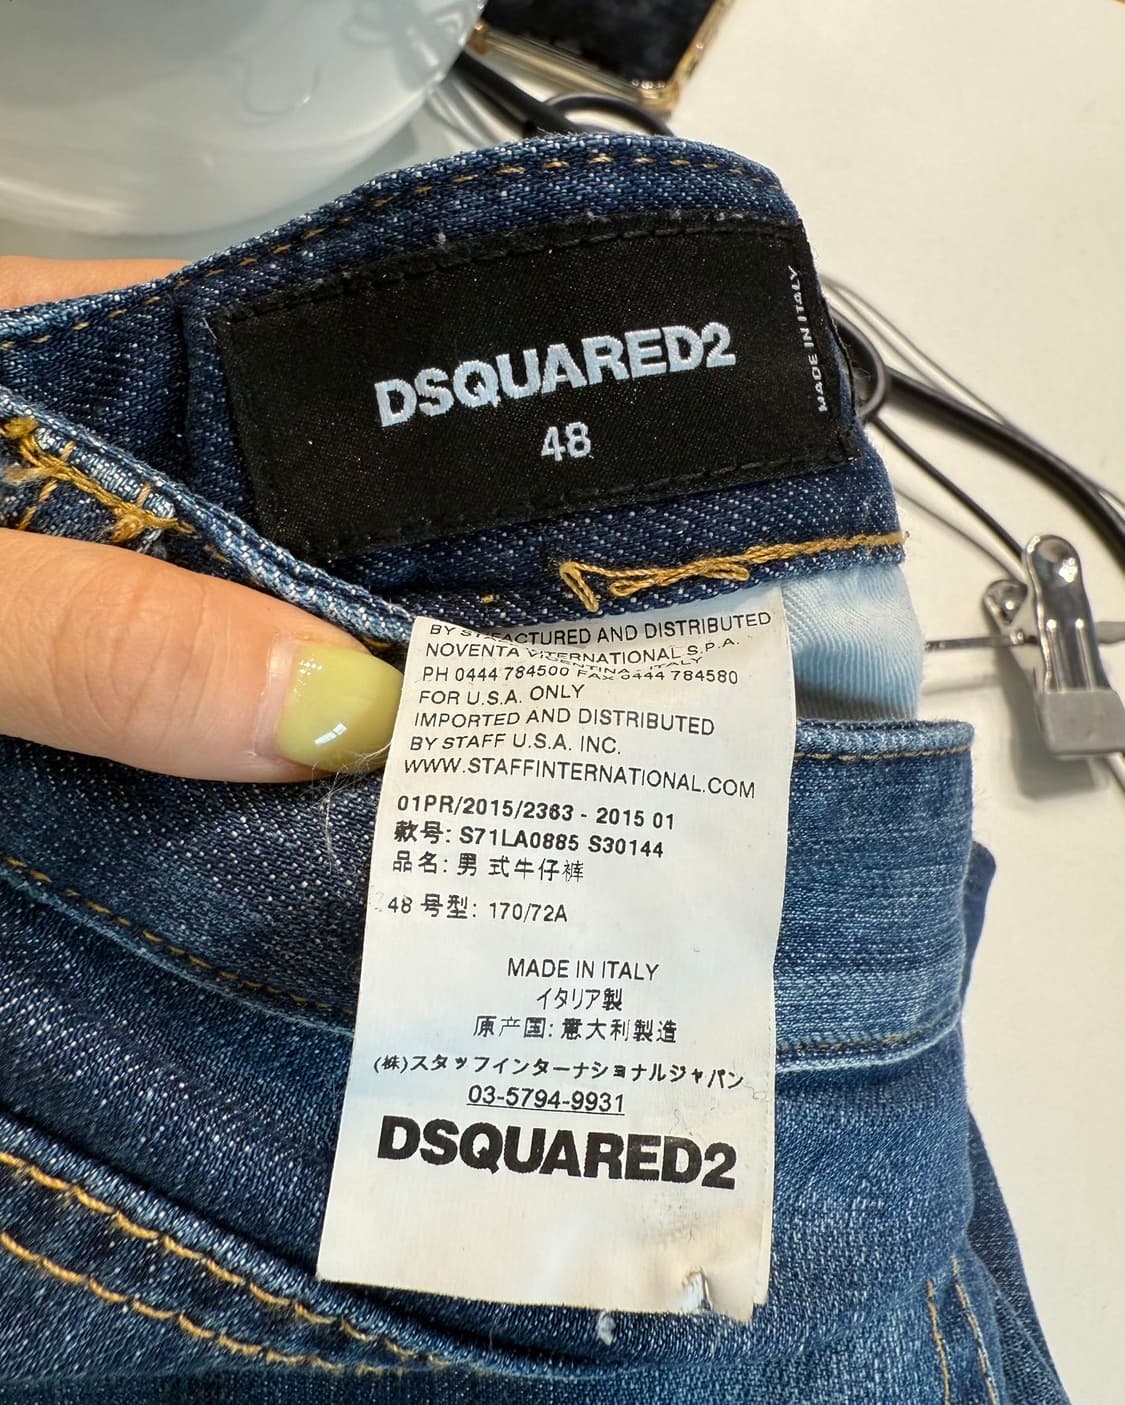 DSQUARED2
48
MADE IN ITALY
FACTURED AND DISTRIBUTED
NOVENTA S.P.A.
ITALY
PH 0444 784500 FAX 0444 784580
FOR U.S.A. ONLY
IMPORTED AND DISTRIBUTED
BY STAFF U.S.A. INC.
WWW.STAFFINTERNATIONAL.COM
01PR/2015/2363 - 2015 01
款号: S71LA0885 S30144
品名: 男 式牛仔裤
48 号型: 170/72A
MADE IN ITALY
イタリア製
原产国: 意大利製造
(株)スタッフインターナショナルジャパン
03-5794-9931
DSQUARED2